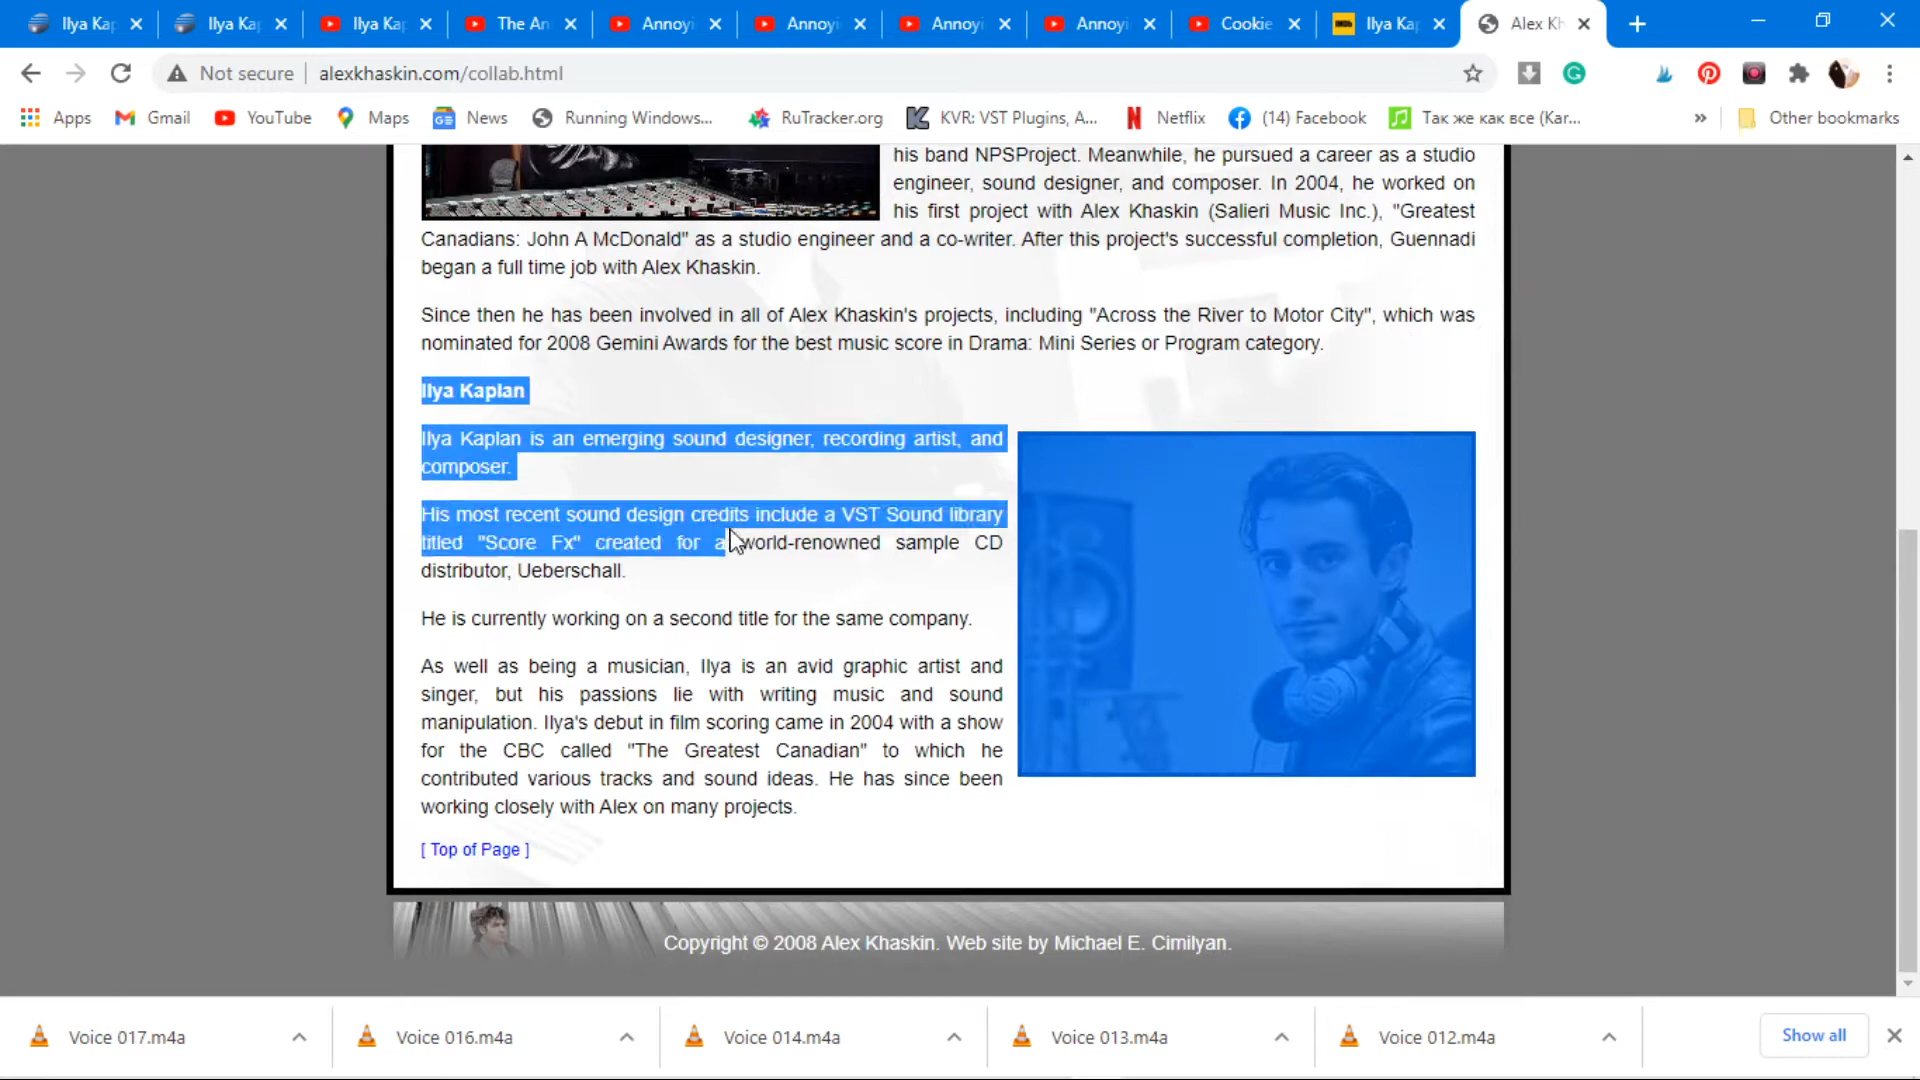 Ilya Kap
Ilya Kap
Ilya Kap
The An
Annoyi
Annoyi
Annoyi
Annoyi
Cookie
Ilya Kap
Alex Kh
Not secure
alexkhaskin.com/collab.html
Apps
Gmail
YouTube
Maps
News
Running Windows...
RuTracker.org
KVR: VST Plugins, A...
Netflix
(14) Facebook
Так же как все (Kar...
»
Other bookmarks
his band NPSProject. Meanwhile, he pursued a career as a studio
engineer, sound designer, and composer. In 2004, he worked on
his first project with Alex Khaskin (Salieri Music Inc.), "Greatest
Canadians: John A McDonald" as a studio engineer and a co-writer. After this project's successful completion, Guennadi
began a full time job with Alex Khaskin.
Since then he has been involved in all of Alex Khaskin's projects, including "Across the River to Motor City", which was
nominated for 2008 Gemini Awards for the best music score in Drama: Mini Series or Program category.
Ilya Kaplan
Ilya Kaplan is an emerging sound designer, recording artist, and
composer.
His most recent sound design credits include a VST Sound library
titled "Score Fx" created for a world-renowned sample CD
distributor, Ueberschall.
He is currently working on a second title for the same company.
As well as being a musician, Ilya is an avid graphic artist and
singer, but his passions lie with writing music and sound
manipulation. Ilya's debut in film scoring came in 2004 with a show
for the CBC called "The Greatest Canadian" to which he
contributed various tracks and sound ideas. He has since been
working closely with Alex on many projects.
[ Top of Page ]
Copyright © 2008 Alex Khaskin. Web site by Michael E. Cimilyan.
Voice 017.m4a
Voice 016.m4a
Voice 014.m4a
Voice 013.m4a
Voice 012.m4a
Show all